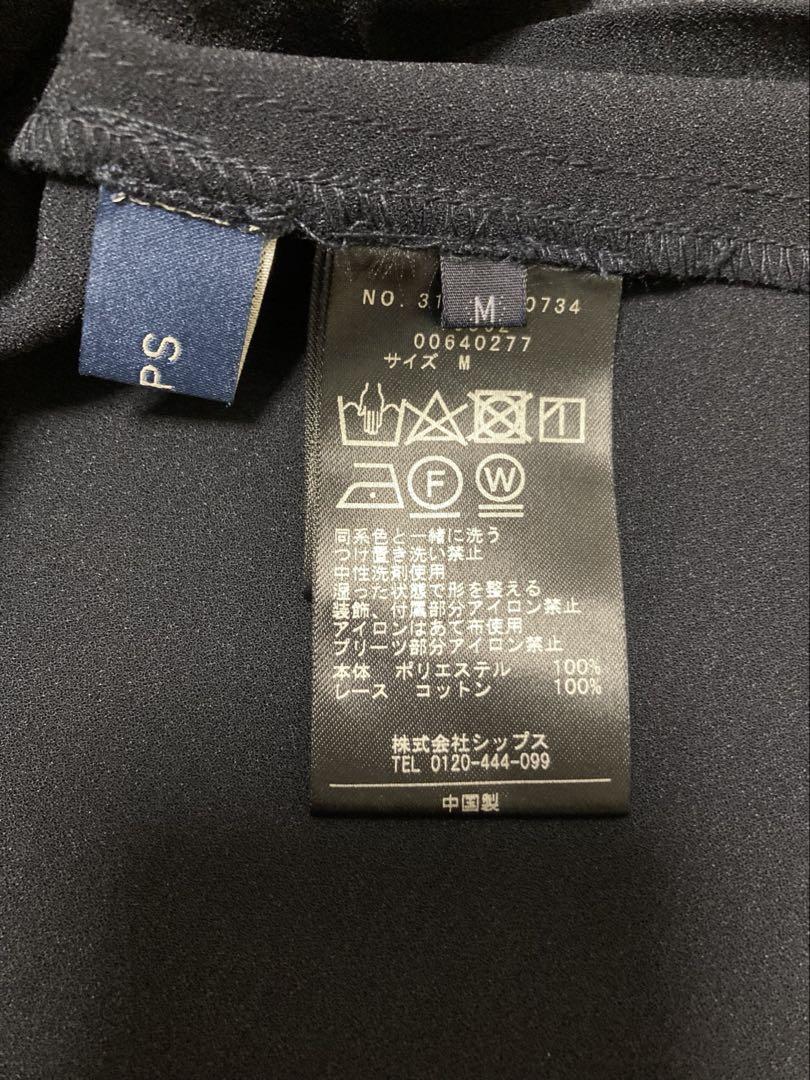 PS
M
NO. 31 0734
00640277
サイズ M
F
W
同系色と一緒に洗う
つけ置き洗い禁止
中性洗剤使用
湿った状態で形を整える
装飾、付属部分アイロン禁止
アイロンはあて布使用
プリーツ部分アイロン禁止
本体 ポリエステル 100%
レース コットン 100%
株式会社シップス
TEL 0120-444-099
中国製